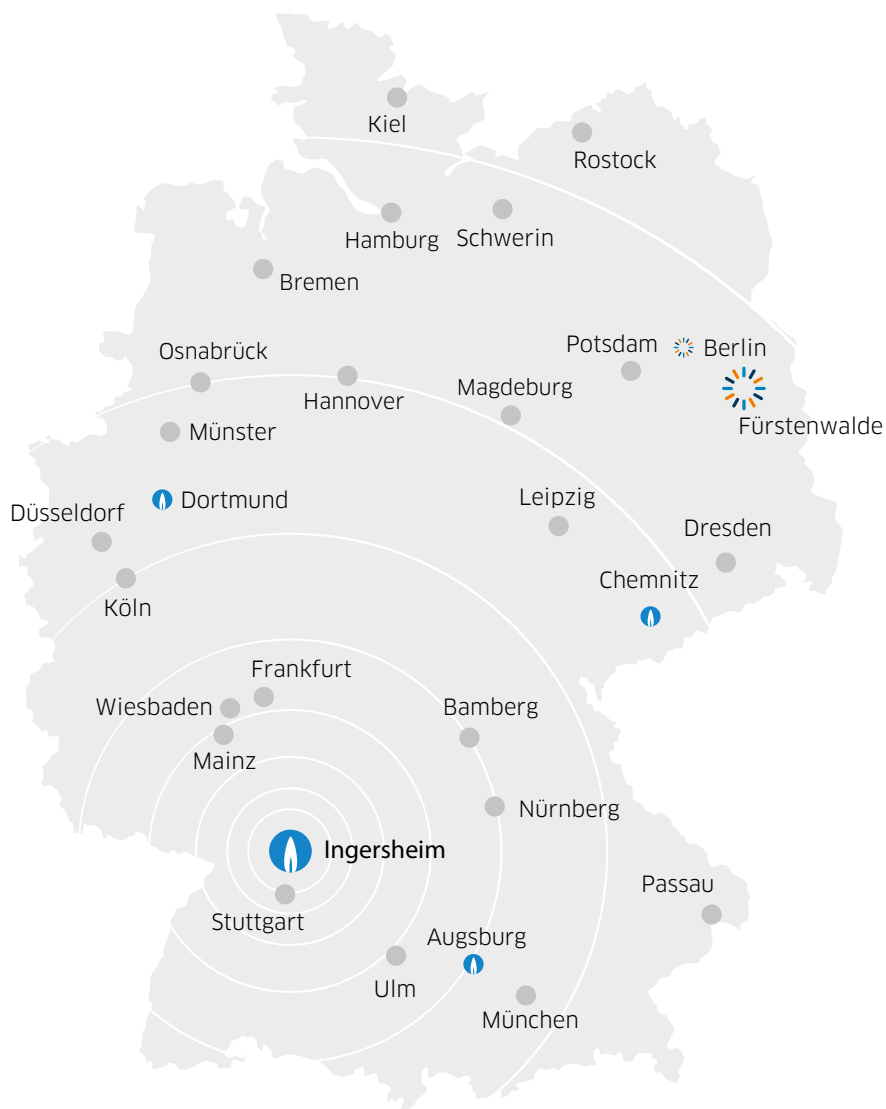 Kiel
Rostock
Hamburg
Schwerin
Bremen
Potsdam
Berlin
Osnabrück
Hannover
Magdeburg
Fürstenwalde
Münster
Dortmund
Leipzig
Düsseldorf
Dresden
Chemnitz
Köln
Frankfurt
Wiesbaden
Bamberg
Mainz
Nürnberg
Ingersheim
Passau
Stuttgart
Augsburg
Ulm
München